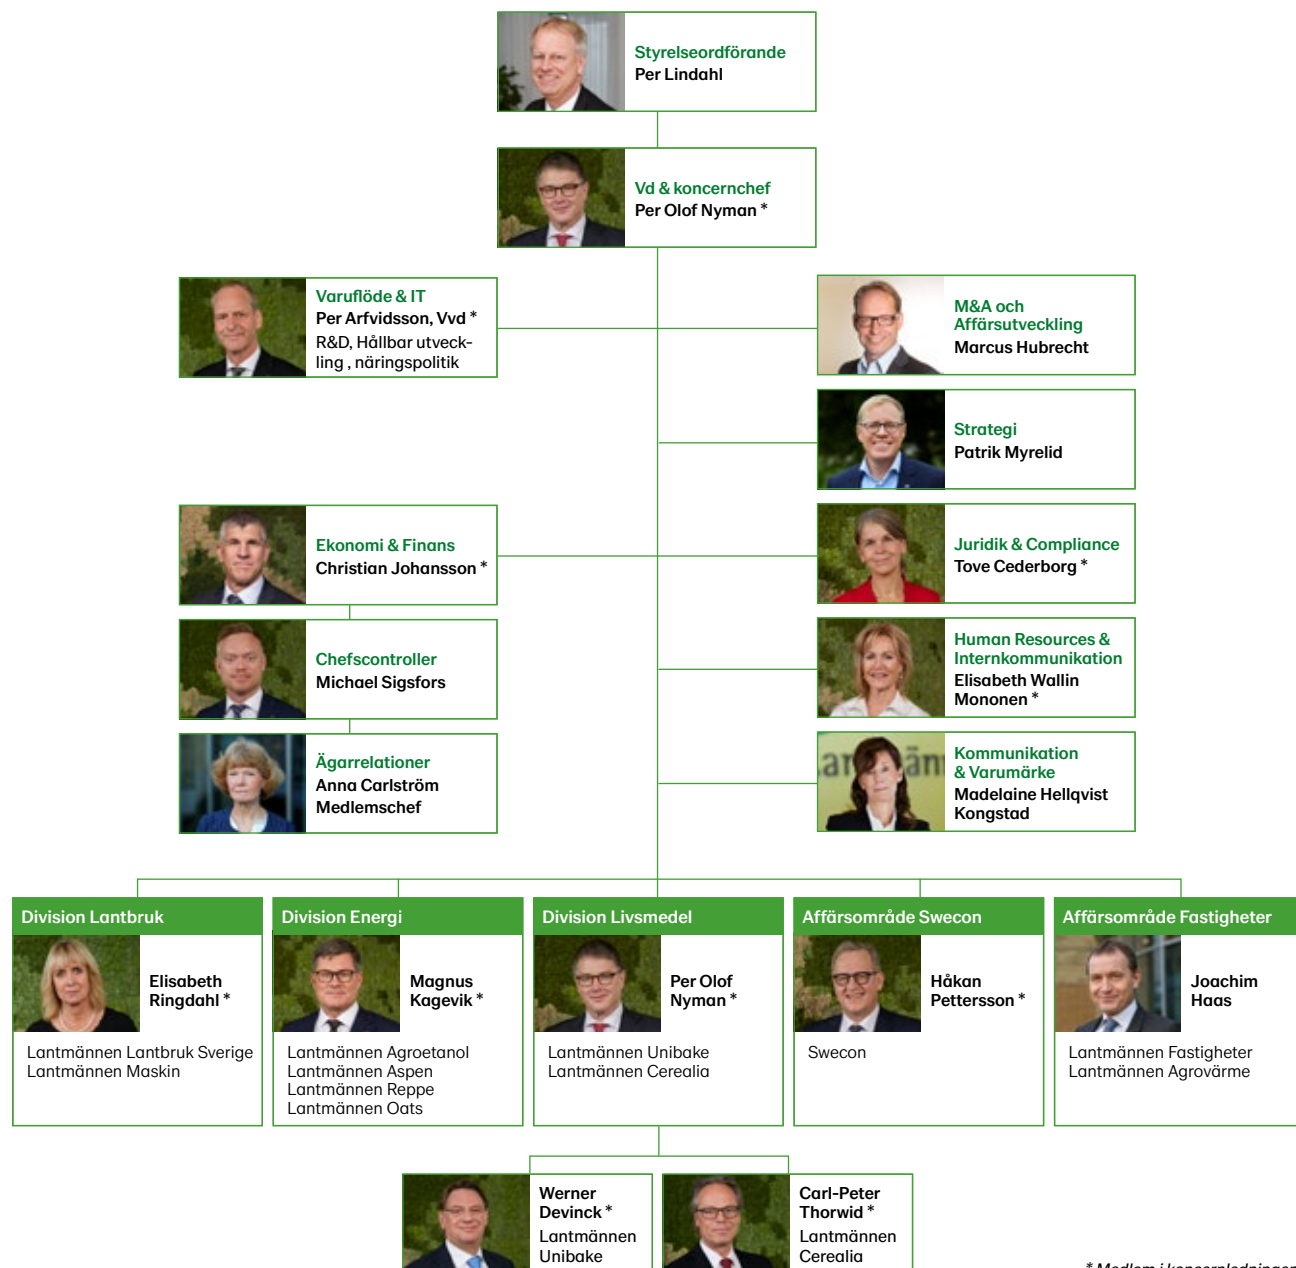 Styrelseordförande
Per Lindahl
Vd & koncernchef
Per Olof Nyman *
Varuflöde & IT
Per Arfvidsson, Vvd *
R&D, Hållbar utveck-
ling , näringspolitik
M&A och
Affärsutveckling
Marcus Hubrecht
Strategi
Patrik Myrelid
Ekonomi & Finans
Christian Johansson *
Juridik & Compliance
Tove Cederborg *
Chefscontroller
Michael Sigsfors
Human Resources &
Internkommunikation
Elisabeth Wallin
Mononen *
Ägarrelationer
Anna Carlström
Medlemschef
Kommunikation
& Varumärke
Madelaine Hellqvist
Kongstad
Division Lantbruk
Elisabeth
Ringdahl *
Lantmännen Lantbruk Sverige
Lantmännen Maskin
Division Energi
Magnus
Kagevik *
Lantmännen Agroetanol
Lantmännen Aspen
Lantmännen Reppe
Lantmännen Oats
Division Livsmedel
Per Olof
Nyman *
Lantmännen Unibake
Lantmännen Cerealia
Affärsområde Swecon
Håkan
Pettersson *
Swecon
Affärsområde Fastigheter
Joachim
Haas
Lantmännen Fastigheter
Lantmännen Agrovärme
Werner
Devinck *
Lantmännen
Unibake
Carl-Peter
Thorwid *
Lantmännen
Cerealia
* Medlem i koncernledningen